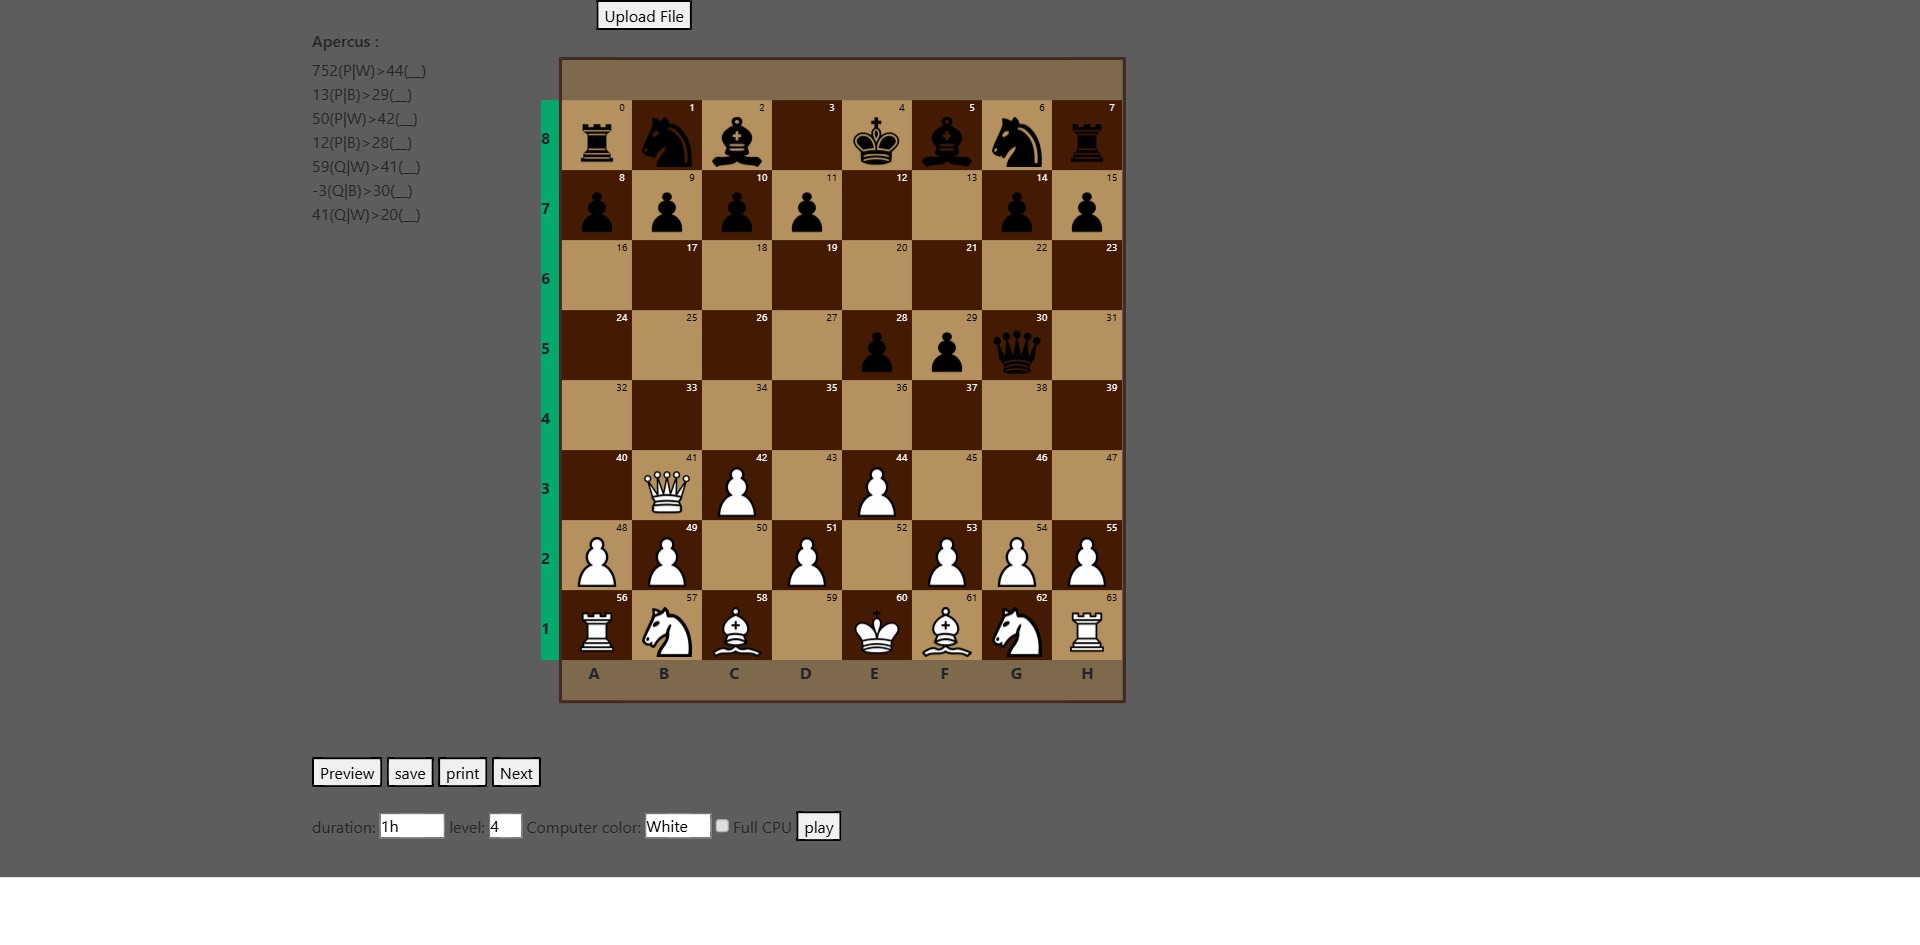 Upload File
Apercus :
752(P|W)>44(__)
13(P|B)>29(__)
50(P|W)>42(__)
12(P|B)>28(__)
59(Q|W)>41(__)
-3(Q|B)>30(__)
41(Q|W)>20(__)
0 1 2 3 4 5 6 7
8
8 9 10 11 12 13 14 15
7
16 17 18 19 20 21 22 23
6
24 25 26 27 28 29 30 31
5
32 33 34 35 36 37 38 39
4
40 41 42 43 44 45 46 47
3
48 49 50 51 52 53 54 55
2
56 57 58 59 60 61 62 63
1
A B C D E F G H
Preview save print Next
duration: 1h level: 4 Computer color: White Full CPU play